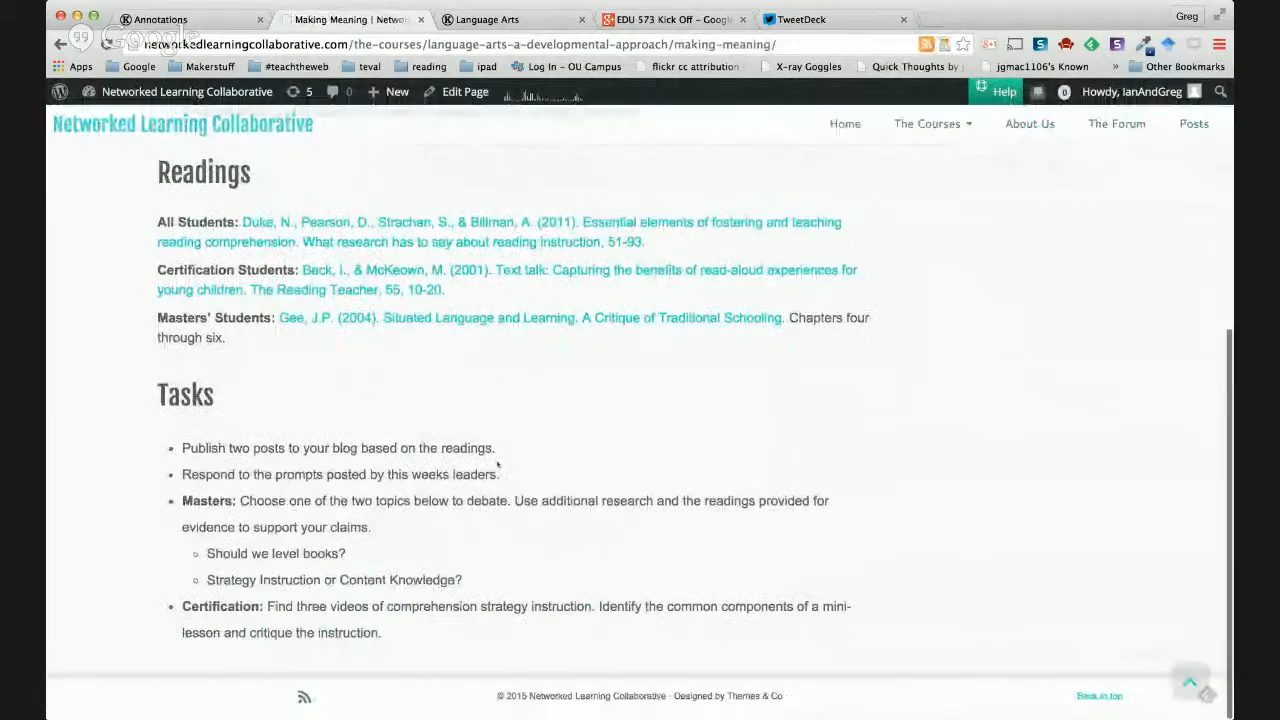 Annotations
Making Meaning | Netwo
Language Arts
EDU 573 Kick Off - Google
TweetDeck
Greg
Google
networkedlearningcollaborative.com/the-courses/language-arts-a-developmental-approach/making-meaning/
Apps Google Makerstuff #teachtheweb teval reading ipad Log In - OU Campus flickr cc attribution X-ray Goggles Quick Thoughts by jgmac1106's Known » Other Bookmarks
Networked Learning Collaborative 5 0 New Edit Page Help 0 Howdy, IanAndGreg
Networked Learning Collaborative Home The Courses About Us The Forum Posts
Readings
All Students: Duke, N., Pearson, D., Strachan, S., & Billman, A. (2011). Essential elements of fostering and teaching
reading comprehension. What research has to say about reading instruction, 51-93.
Certification Students: Beck, I., & McKeown, M. (2001). Text talk: Capturing the benefits of read-aloud experiences for
young children. The Reading Teacher, 55, 10-20.
Masters' Students: Gee, J.P. (2004). Situated Language and Learning. A Critique of Traditional Schooling. Chapters four
through six.
Tasks
Publish two posts to your blog based on the readings.
Respond to the prompts posted by this weeks leaders.
Masters: Choose one of the two topics below to debate. Use additional research and the readings provided for
evidence to support your claims.
Should we level books?
Strategy Instruction or Content Knowledge?
Certification: Find three videos of comprehension strategy instruction. Identify the common components of a mini-
lesson and critique the instruction.
© 2015 Networked Learning Collaborative · Designed by Themes & Co
Back to top